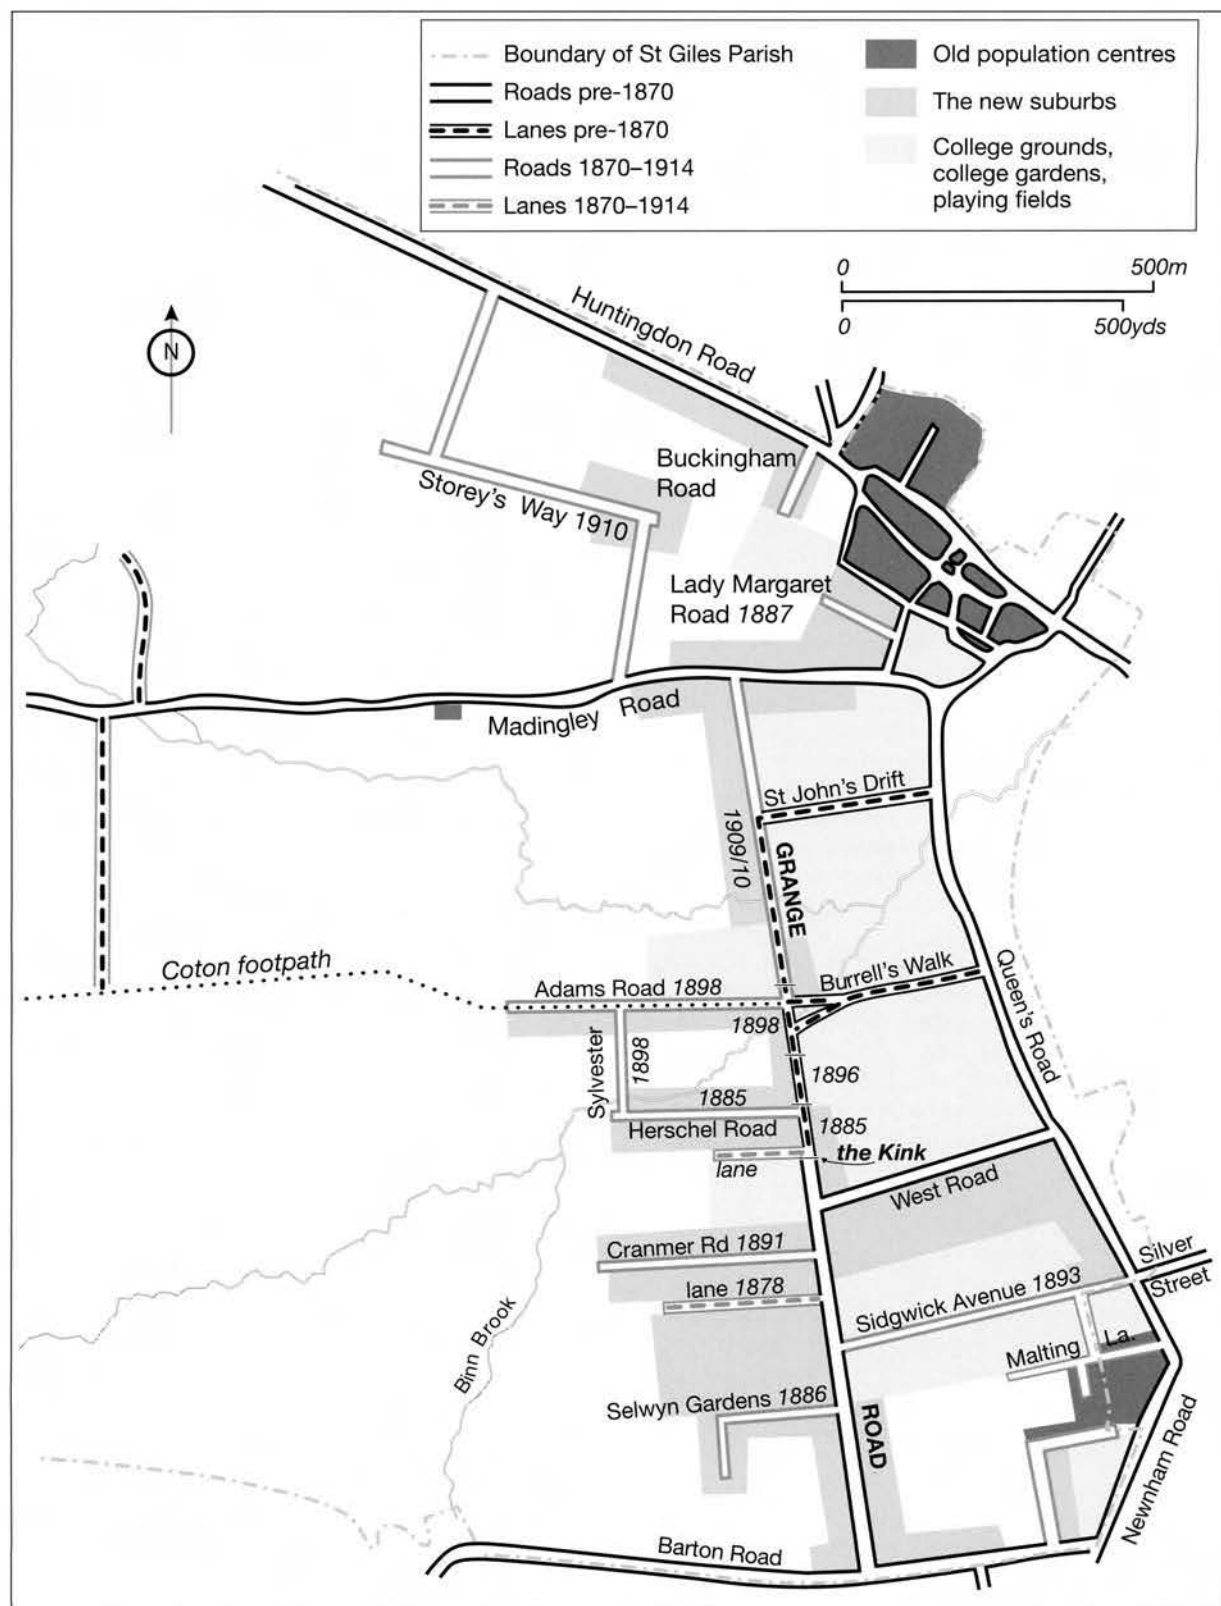 Boundary of St Giles Parish
Roads pre-1870
Lanes pre-1870
Roads 1870–1914
Lanes 1870–1914
Old population centres
The new suburbs
College grounds,
college gardens,
playing fields
0
500m
0
500yds
N
Huntingdon Road
Buckingham
Road
Storey's Way 1910
Lady Margaret
Road 1887
Madingley Road
St John's Drift
1909/10
GRANGE
Coton footpath
Burrell's Walk
Queen's Road
Adams Road 1898
1898
Sylvester
1898
1896
1885
1885
Herschel Road
the Kink
lane
West Road
Cranmer Rd 1891
Silver
Street
lane 1878
Sidgwick Avenue 1893
Binn Brook
Malting La.
Selwyn Gardens 1886
ROAD
Newnham Road
Barton Road